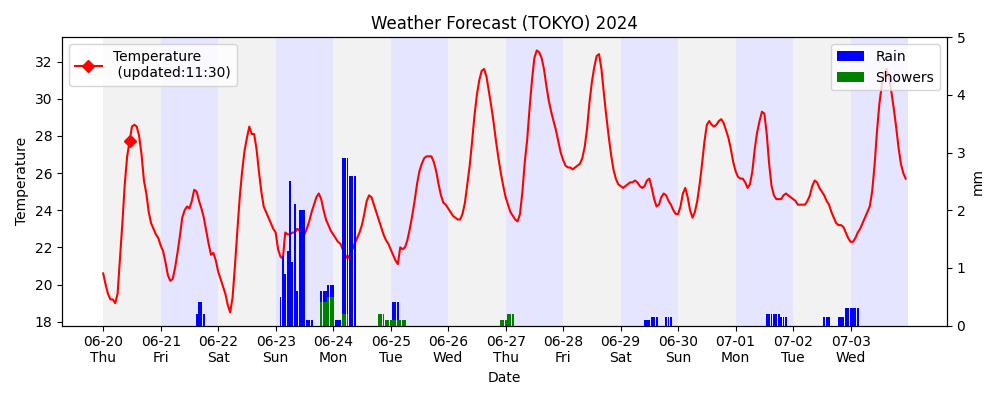 Weather Forecast (TOKYO) 2024
Temperature
(updated:11:30)
Rain
Showers
Temperature
32
30
28
26
24
22
20
18
5
4
3
2
1
0
mm
06-20 06-21 06-22 06-23 06-24 06-25 06-26 06-27 06-28 06-29 06-30 07-01 07-02 07-03
Thu Fri Sat Sun Mon Tue Wed Thu Fri Sat Sun Mon Tue Wed
Date